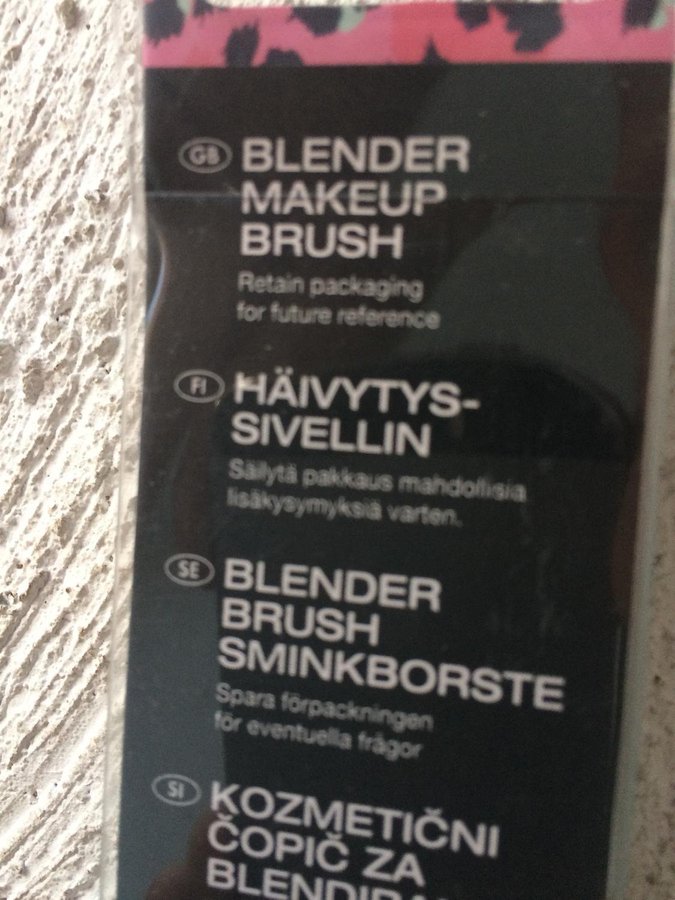 GB BLENDER
MAKEUP
BRUSH
Retain packaging
for future reference
FI HÄIVYTYS-
SIVELLIN
Säilytä pakkaus mahdollisia
lisäkysymyksiä varten.
SE BLENDER
BRUSH
SMINKBORSTE
Spara förpackningen
för eventuella frågor
SI KOZMETIČNI
ČOPIČ ZA